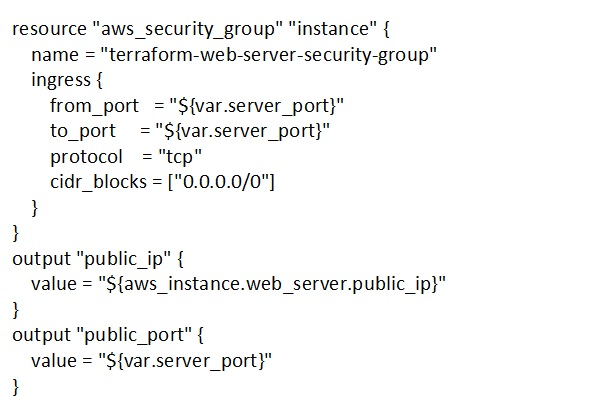 resource "aws_security_group" "instance" {
name = "terraform-web-server-security-group"
ingress {
from_port = "${var.server_port}"
to_port = "${var.server_port}"
protocol = "tcp"
cidr_blocks = ["0.0.0.0/0"]
}
}
output "public_ip" {
value = "${aws_instance.web_server.public_ip}"
}
output "public_port" {
value = "${var.server_port}"
}